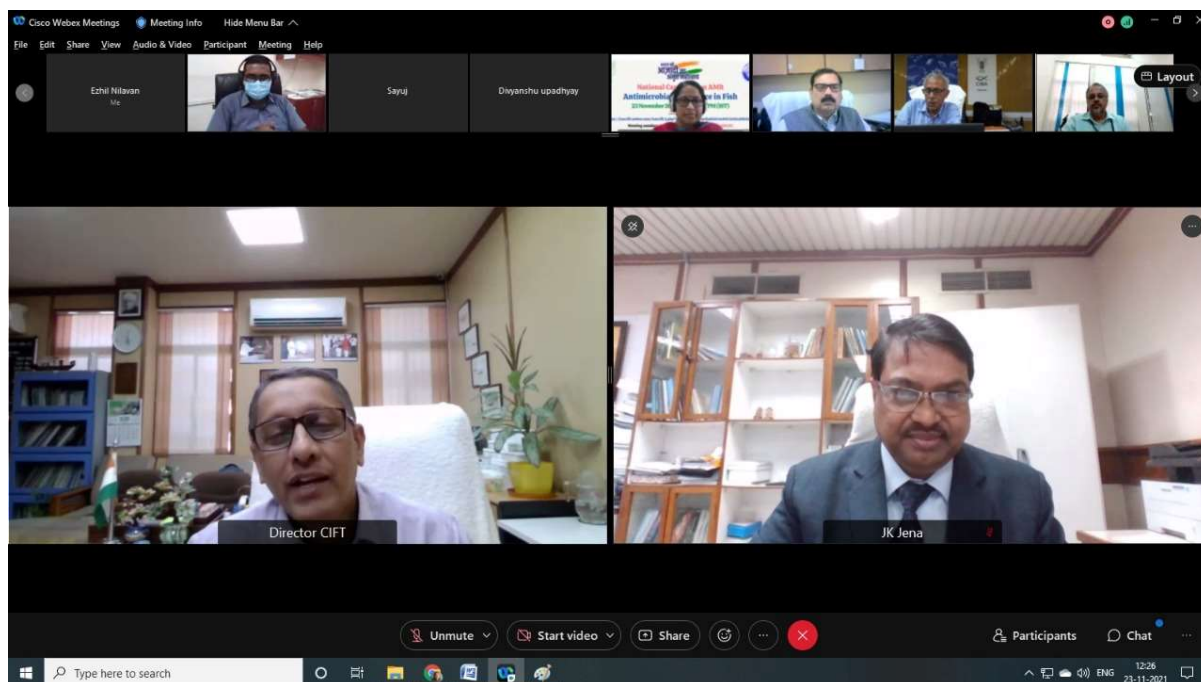 Cisco Webex Meetings Meeting Info Hide Menu Bar
File Edit Share View Audio & Video Participant Meeting Help
Ezhil Nilavan
Me
Sayuj
Divyanshu upadhyay
National
AMR
in Fish
Layout
Director CIFT
JK Jena
Unmute
Start video
Share
Participants
Chat
Type here to search
ENG
12:26
23-11-2021